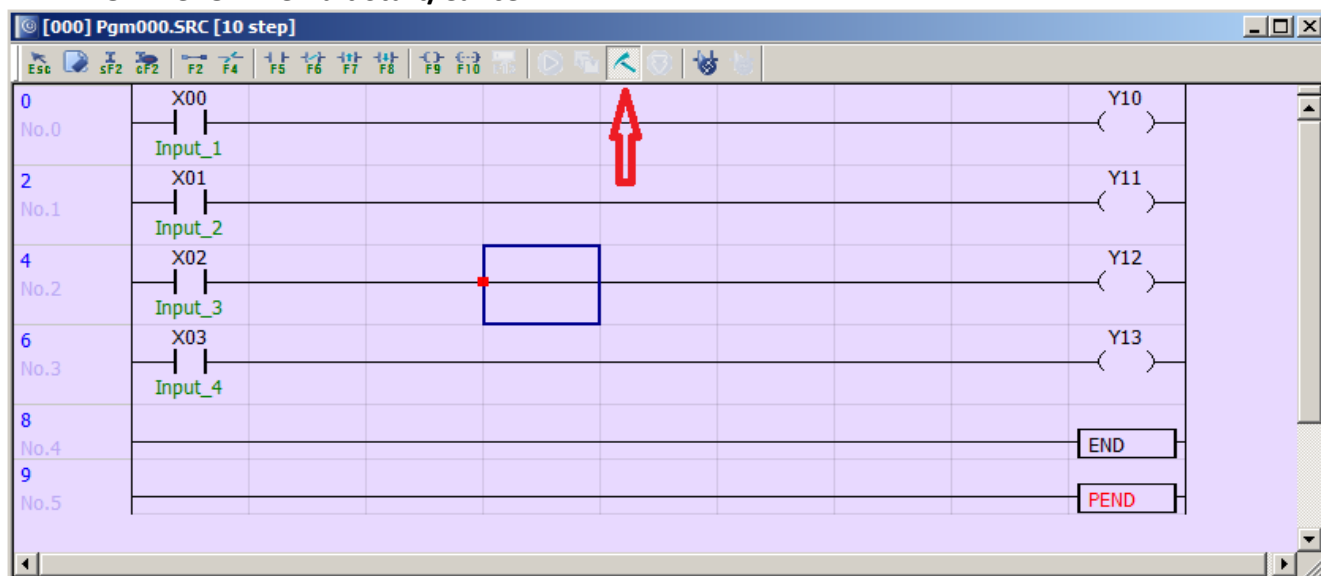 [000] Pgm000.SRC [10 step]
Esc sF2 cF2 F2 F4 F5 F6 F7 F8 F9 F10
0 X00 Y10
No.0
Input_1
2 X01 Y11
No.1
Input_2
4 X02 Y12
No.2
Input_3
6 X03 Y13
No.3
Input_4
8
No.4 END
9
No.5 PEND